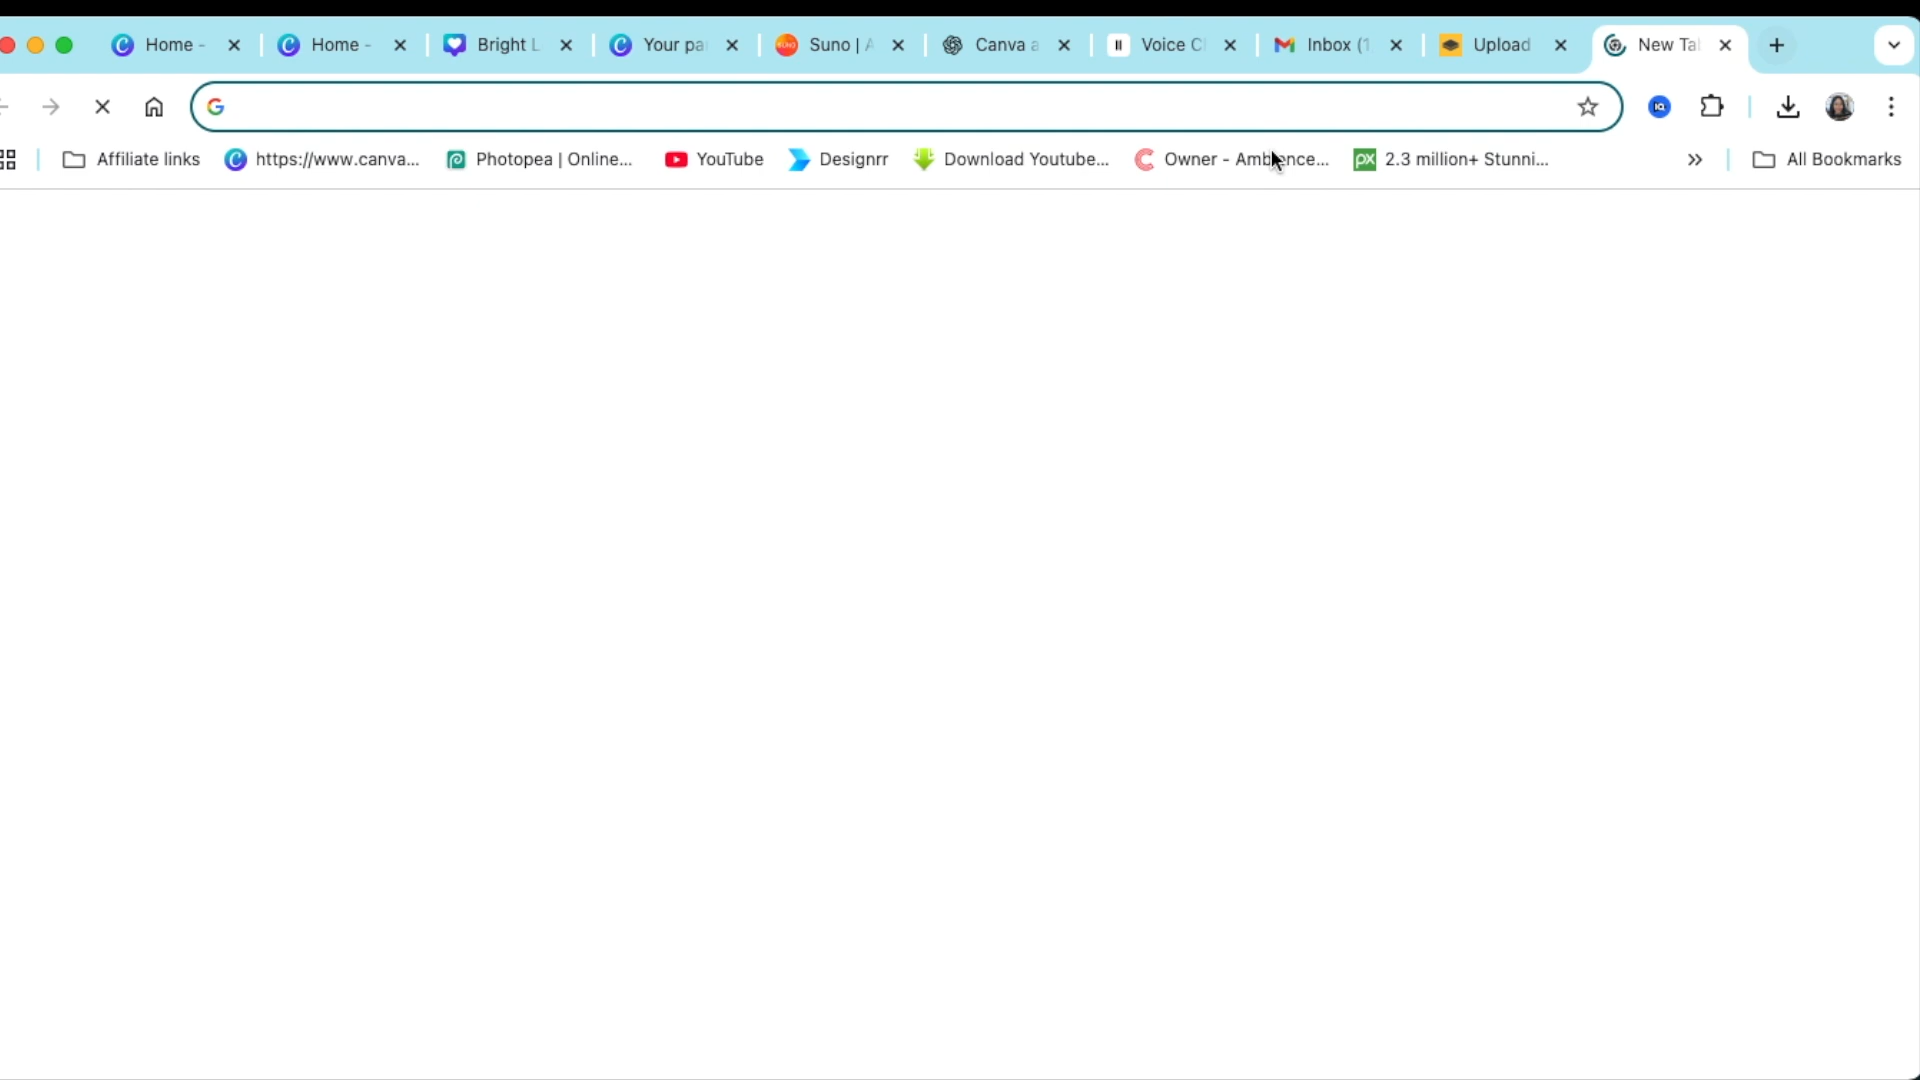 Home - Home - Bright L Your pa Suno | A Canva a Voice Cl Inbox (1 Upload New Ta
Affiliate links https://www.canva... Photopea | Online... YouTube Designrr Download Youtube... Owner - Ambience... 2.3 million+ Stunni... » All Bookmarks